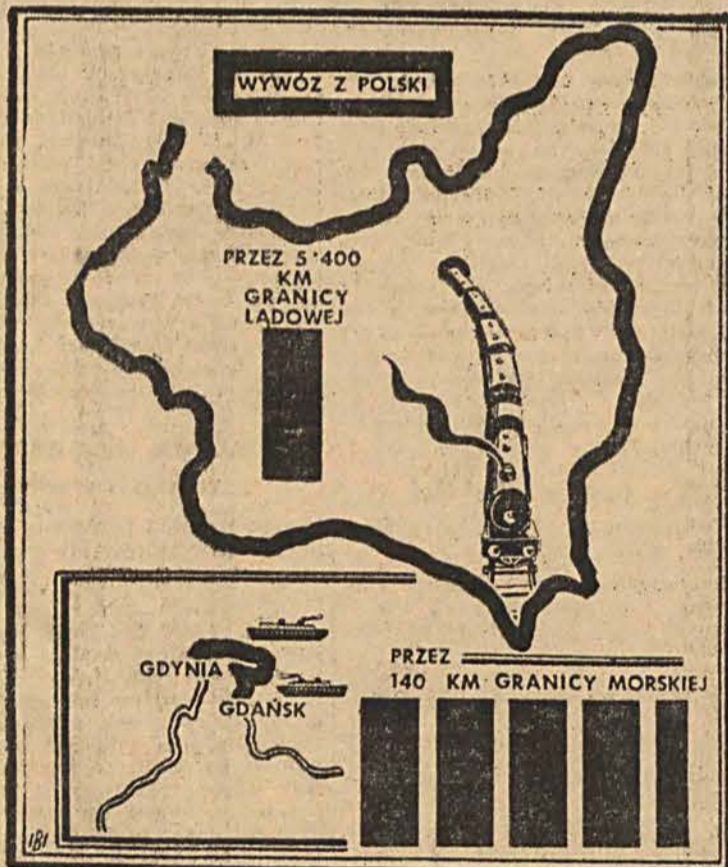 WYWÓZ Z POLSKI
PRZEZ 5·400
KM
GRANICY
LĄDOWEJ
GDYNIA
GDAŃSK
PRZEZ
140 KM GRANICY MORSKIEJ